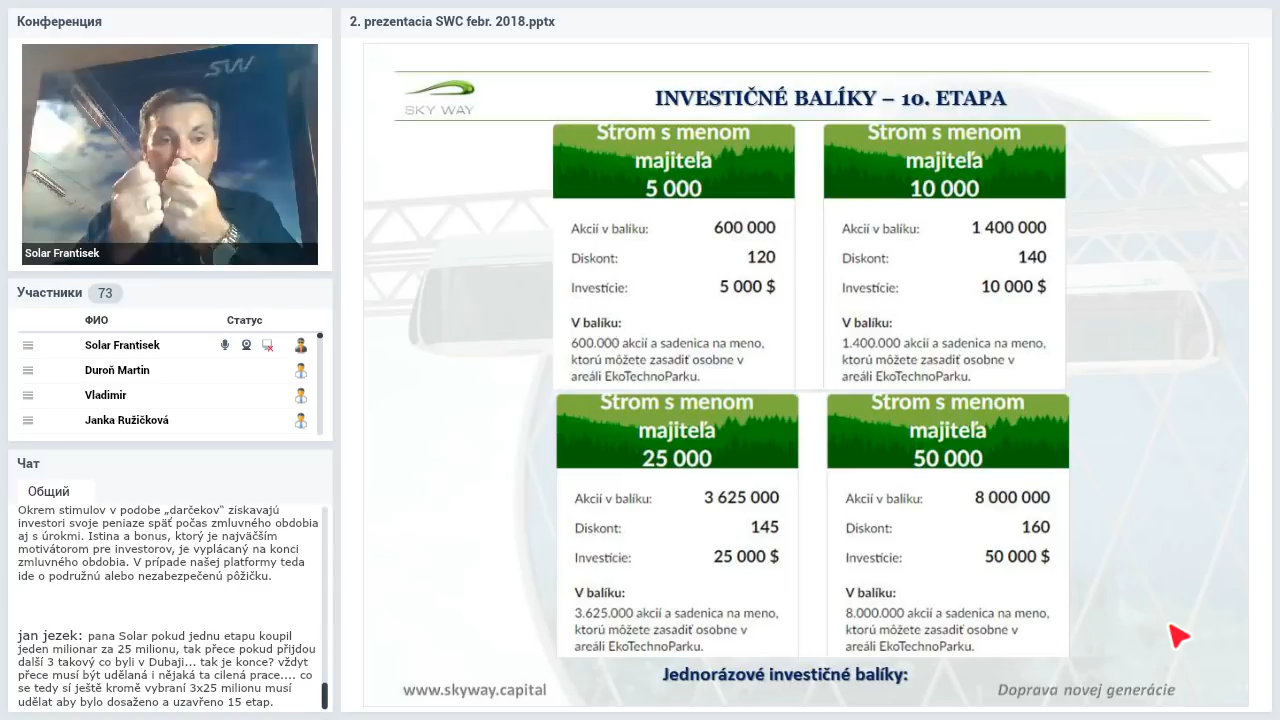 Конференция
SW
Solar Frantisek
Участники 73
ФИО Статус
Solar Frantisek
Duroň Martin
Vladimír
Janka Ružičková
Чат
Общий
Okrem stimulov v podobe „darčekov“ získavajú
investori svoje peniaze späť počas zmluvného obdobia
aj s úrokmi. Istina a bonus, ktorý je najväčším
motivátorom pre investorov, je vyplácaný na konci
zmluvného obdobia. V prípade našej platformy teda
ide o podružnú alebo nezabezpečenú pôžičku.
jan jezek: pana Solar pokud jednu etapu koupil
jeden milionar za 25 milionu, tak přece pokud přijdou
další 3 takový co byli v Dubaji... tak je konce? vždyt
přece musí být udělaná i nějaká ta cilená prace.... co
se tedy sí ještě kromě vybraní 3x25 milionu musí
udělat aby bylo dosaženo a uzavřeno 15 etap.
2. prezentacia SWC febr. 2018.pptx
SKY WAY
INVESTIČNÉ BALÍKY – 10. ETAPA
Strom s menom
majiteľa
5 000
Akcií v balíku: 600 000
Diskont: 120
Investície: 5 000 $
V balíku:
600.000 akcií a sadenica na meno,
ktorú môžete zasadiť osobne v
areáli EkoTechnoParku.
Strom s menom
majiteľa
10 000
Akcií v balíku: 1 400 000
Diskont: 140
Investície: 10 000 $
V balíku:
1.400.000 akcií a sadenica na meno,
ktorú môžete zasadiť osobne v
areáli EkoTechnoParku.
Strom s menom
majiteľa
25 000
Akcií v balíku: 3 625 000
Diskont: 145
Investície: 25 000 $
V balíku:
3.625.000 akcií a sadenica na meno,
ktorú môžete zasadiť osobne v
areáli EkoTechnoParku.
Strom s menom
majiteľa
50 000
Akcií v balíku: 8 000 000
Diskont: 160
Investície: 50 000 $
V balíku:
8.000.000 akcií a sadenica na meno,
ktorú môžete zasadiť osobne v
areáli EkoTechnoParku.
Jednorázové investičné balíky:
www.skyway.capital
Doprava novej generácie